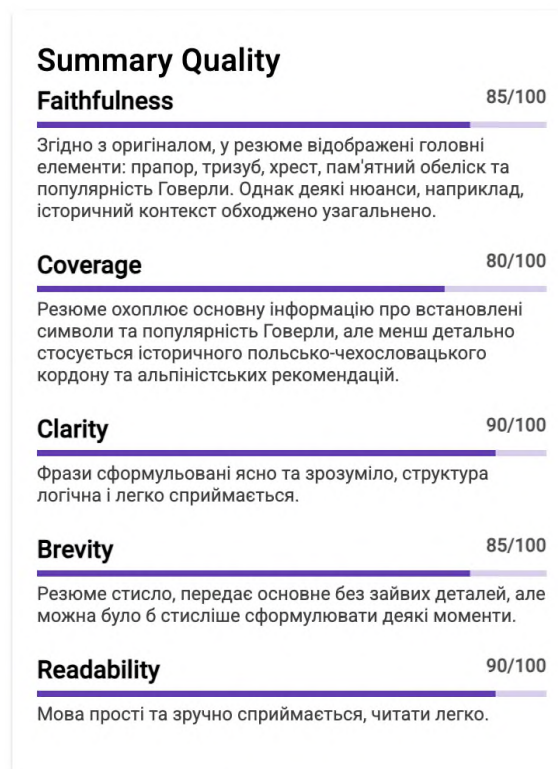 Summary Quality
Faithfulness 85/100
Згідно з оригіналом, у резюме відображені головні
елементи: прапор, тризуб, хрест, пам'ятний обеліск та
популярність Говерли. Однак деякі нюанси, наприклад,
історичний контекст обходжено узагальнено.
Coverage 80/100
Резюме охоплює основну інформацію про встановлені
символи та популярність Говерли, але менш детально
стосується історичного польсько-чехословацького
кордону та альпіністських рекомендацій.
Clarity 90/100
Фрази сформульовані ясно та зрозуміло, структура
логічна і легко сприймається.
Brevity 85/100
Резюме стисло, передає основне без зайвих деталей, але
можна було б стисліше сформулювати деякі моменти.
Readability 90/100
Мова прості та зручно сприймається, читати легко.